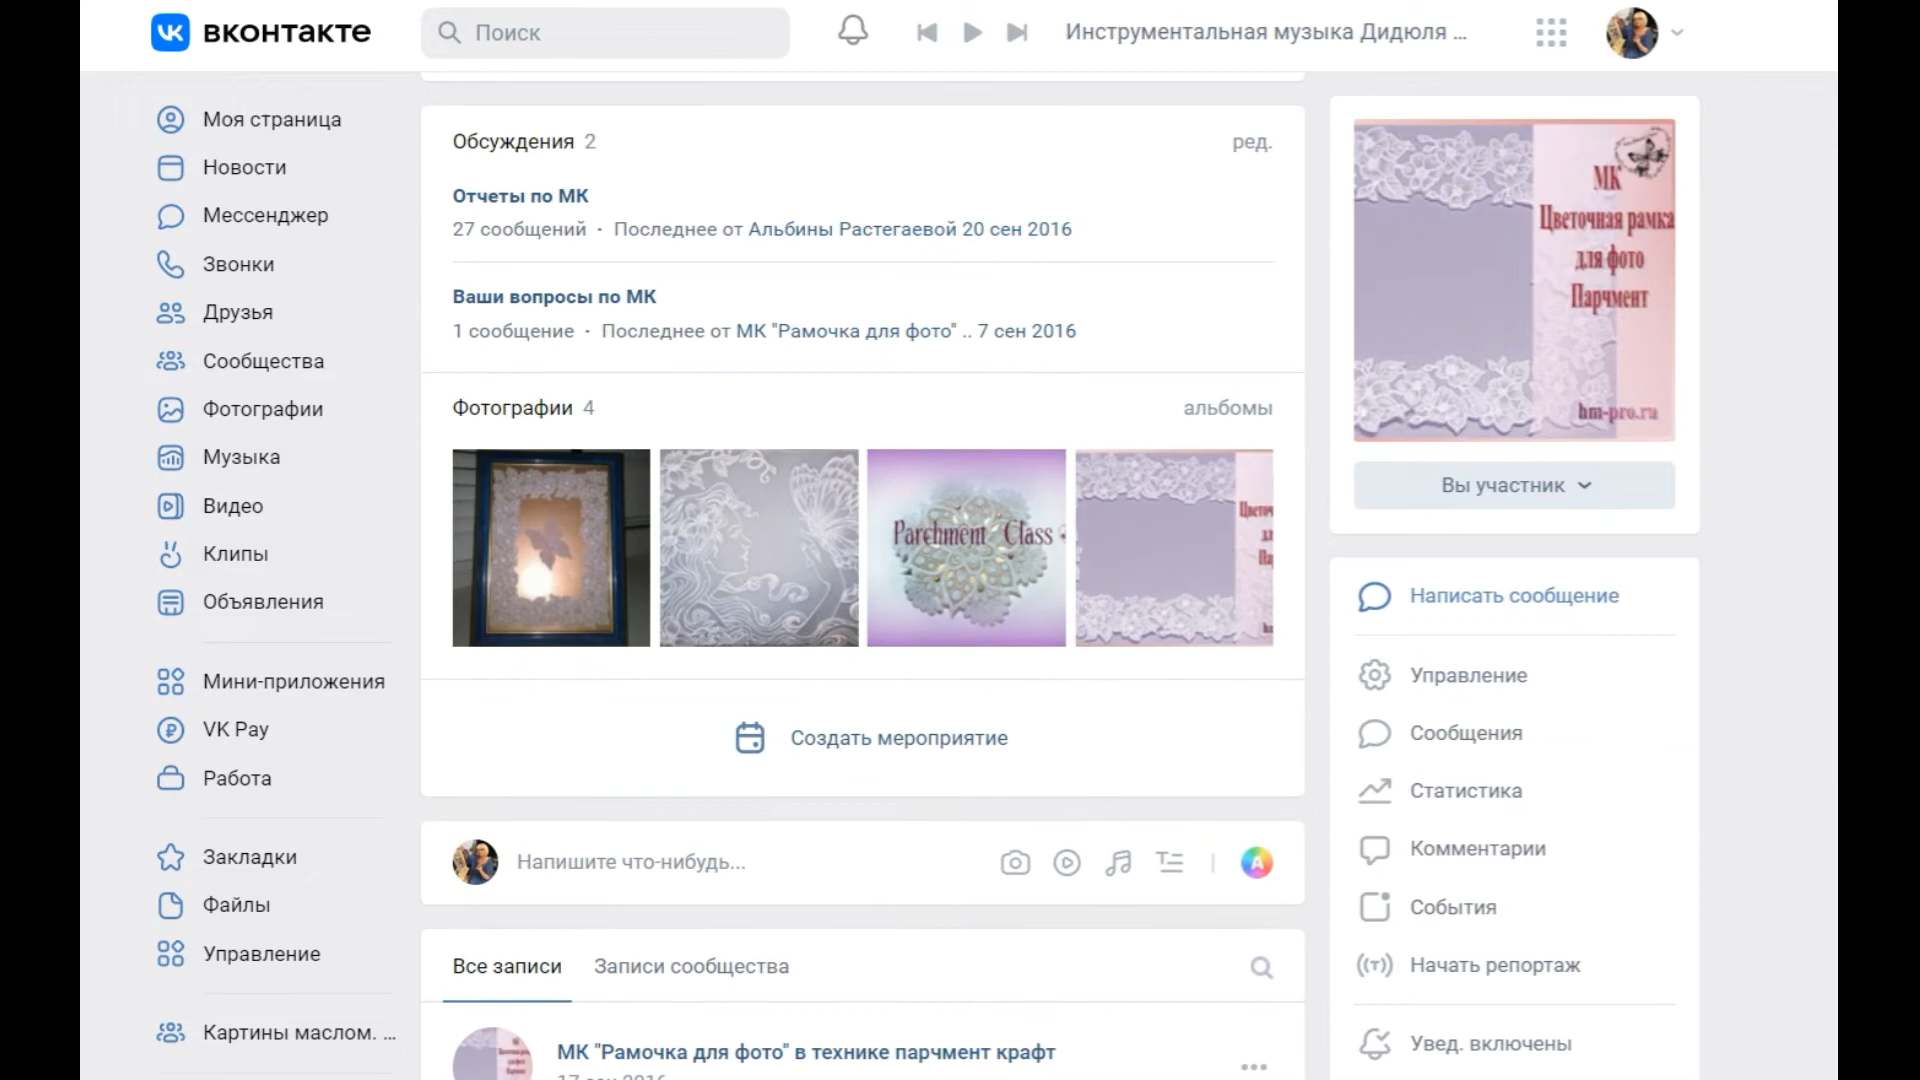 вконтакте
Поиск
Инструментальная музыка Дидюля ...
Моя страница
Новости
Мессенджер
Звонки
Друзья
Сообщества
Фотографии
Музыка
Видео
Клипы
Объявления
Мини-приложения
VK Pay
Работа
Закладки
Файлы
Управление
Картины маслом. ...
Обсуждения 2
ред.
Отчеты по МК
27 сообщений · Последнее от Альбины Растегаевой 20 сен 2016
Ваши вопросы по МК
1 сообщение · Последнее от МК "Рамочка для фото" .. 7 сен 2016
Фотографии 4
альбомы
Parchment Class
Создать мероприятие
Напишите что-нибудь...
Все записи
Записи сообщества
МК "Рамочка для фото" в технике парчмент крафт
МК
Цветочная рамка
для фото
Парчмент
hm-pro.ru
Вы участник
Написать сообщение
Управление
Сообщения
Статистика
Комментарии
События
Начать репортаж
Увед. включены